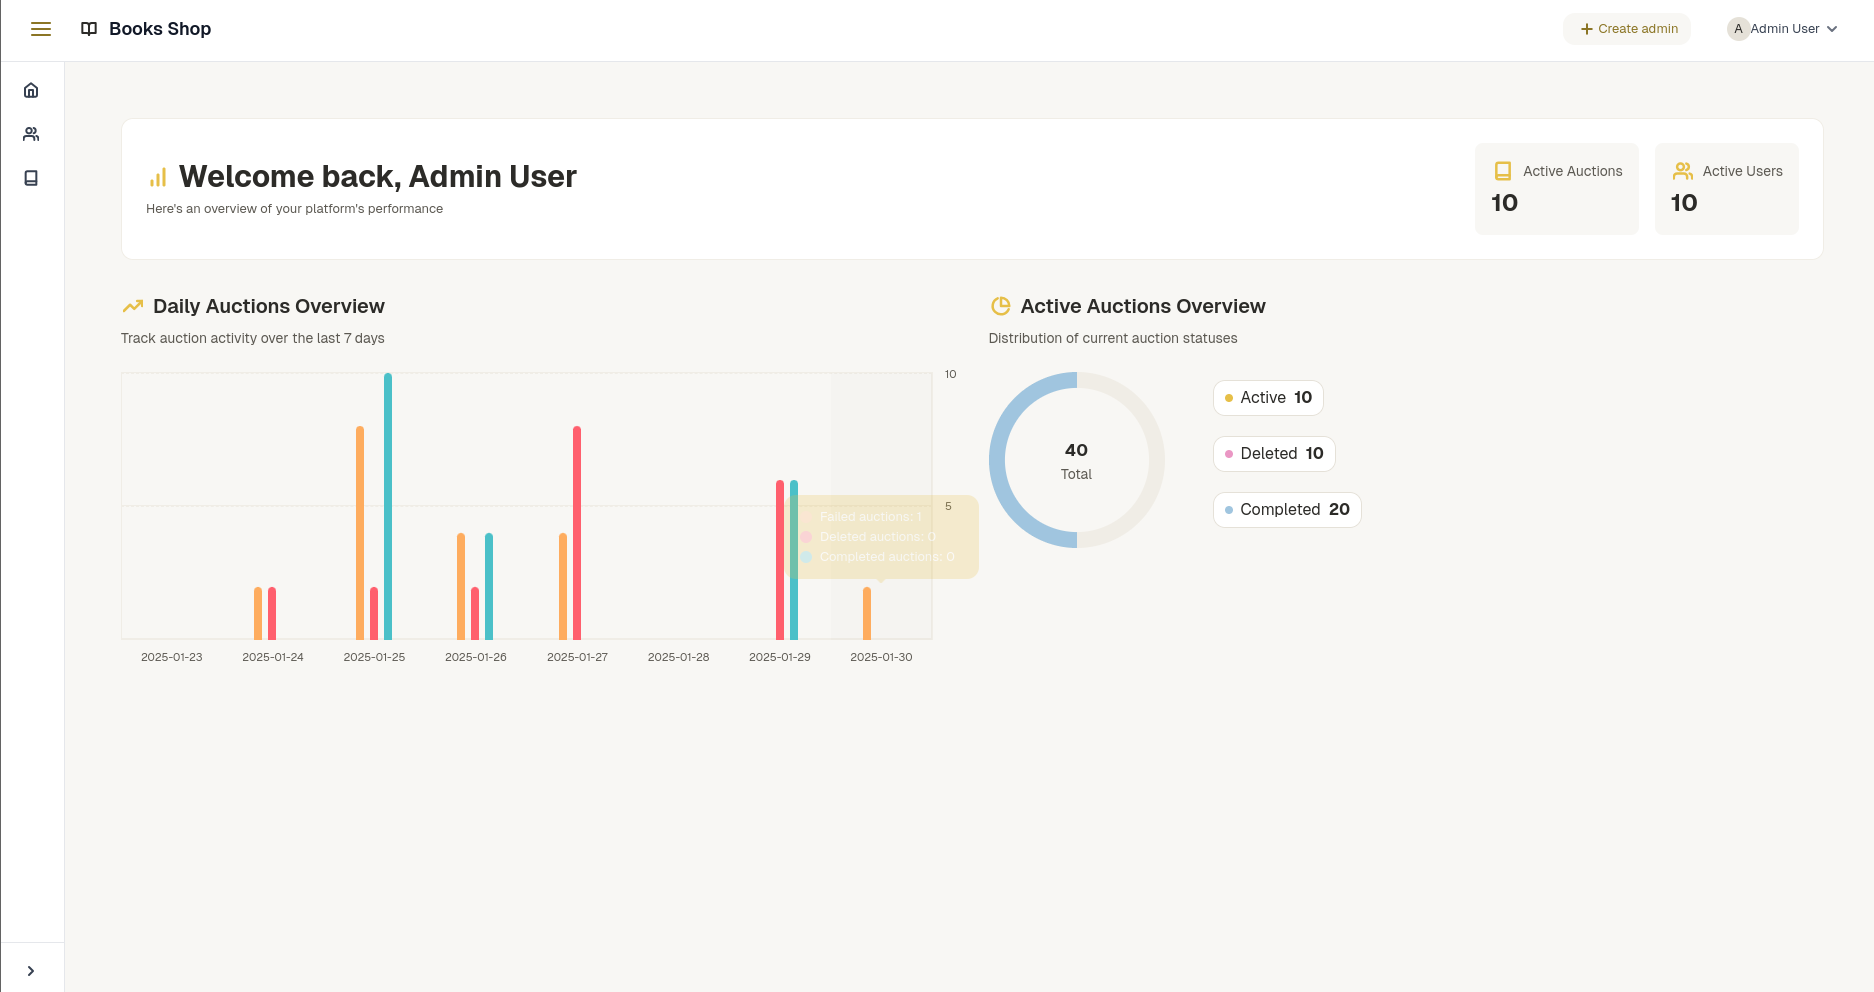 Books Shop
Create admin
A Admin User
Welcome back, Admin User
Here's an overview of your platform's performance
Active Auctions
10
Active Users
10
Daily Auctions Overview
Track auction activity over the last 7 days
10
5
Failed auctions: 1
Deleted auctions: 0
Completed auctions: 0
2025-01-23 2025-01-24 2025-01-25 2025-01-26 2025-01-27 2025-01-28 2025-01-29 2025-01-30
Active Auctions Overview
Distribution of current auction statuses
40
Total
Active 10
Deleted 10
Completed 20